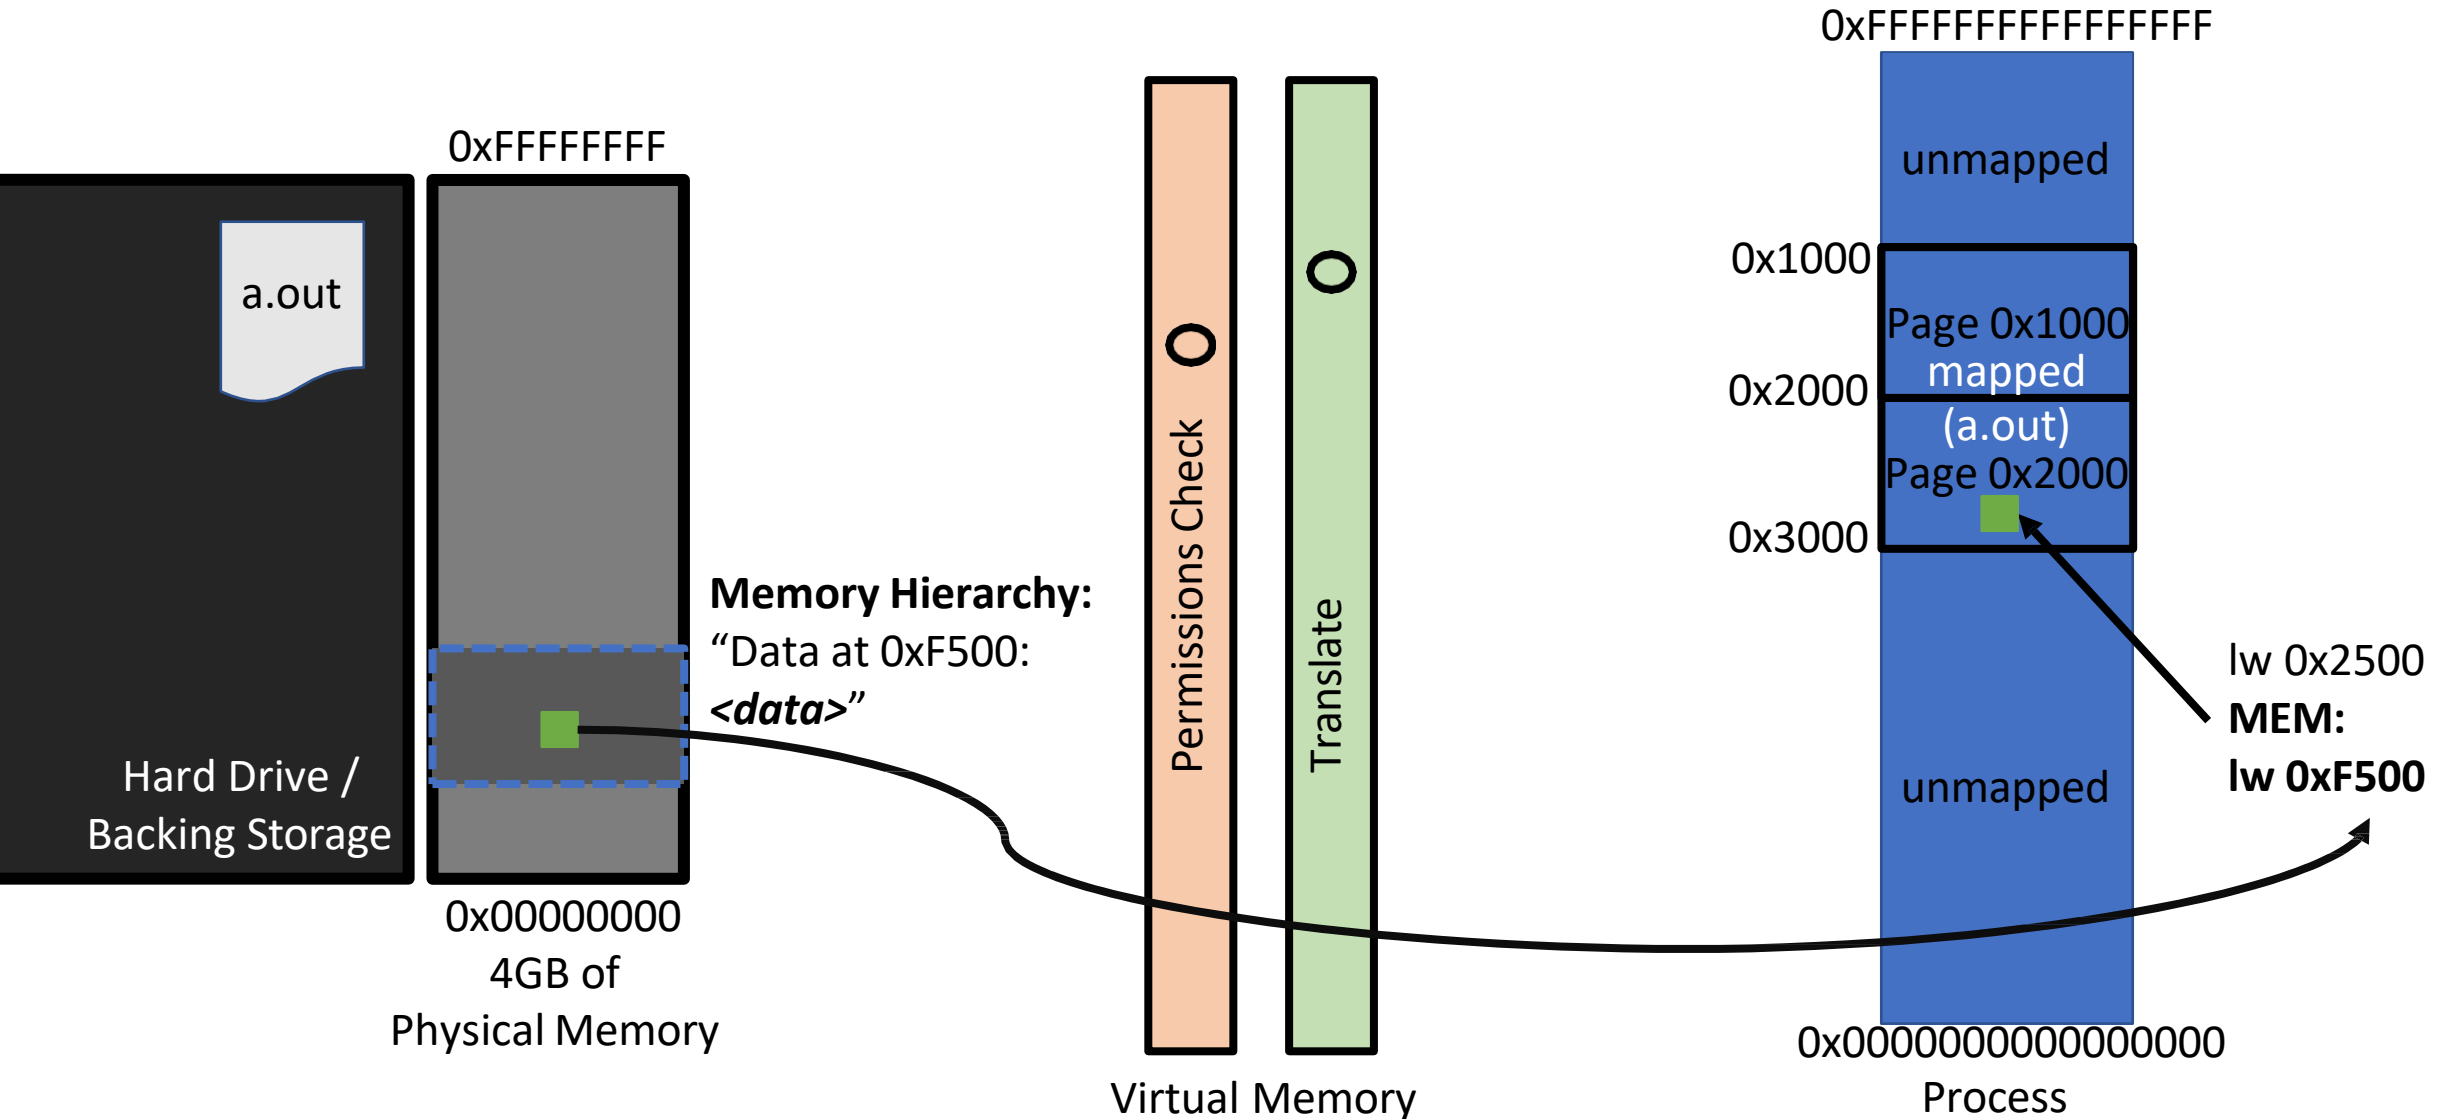 0xFFFFFFFFFFFFFFFF
0xFFFFFFFF
a.out
Hard Drive /
Backing Storage
0x00000000
4GB of
Physical Memory
Memory Hierarchy:
“Data at 0xF500:
<data>”
Permissions Check
Translate
Virtual Memory
unmapped
0x1000
Page 0x1000
mapped
0x2000
(a.out)
Page 0x2000
0x3000
unmapped
0x0000000000000000
Process
lw 0x2500
MEM:
lw 0xF500